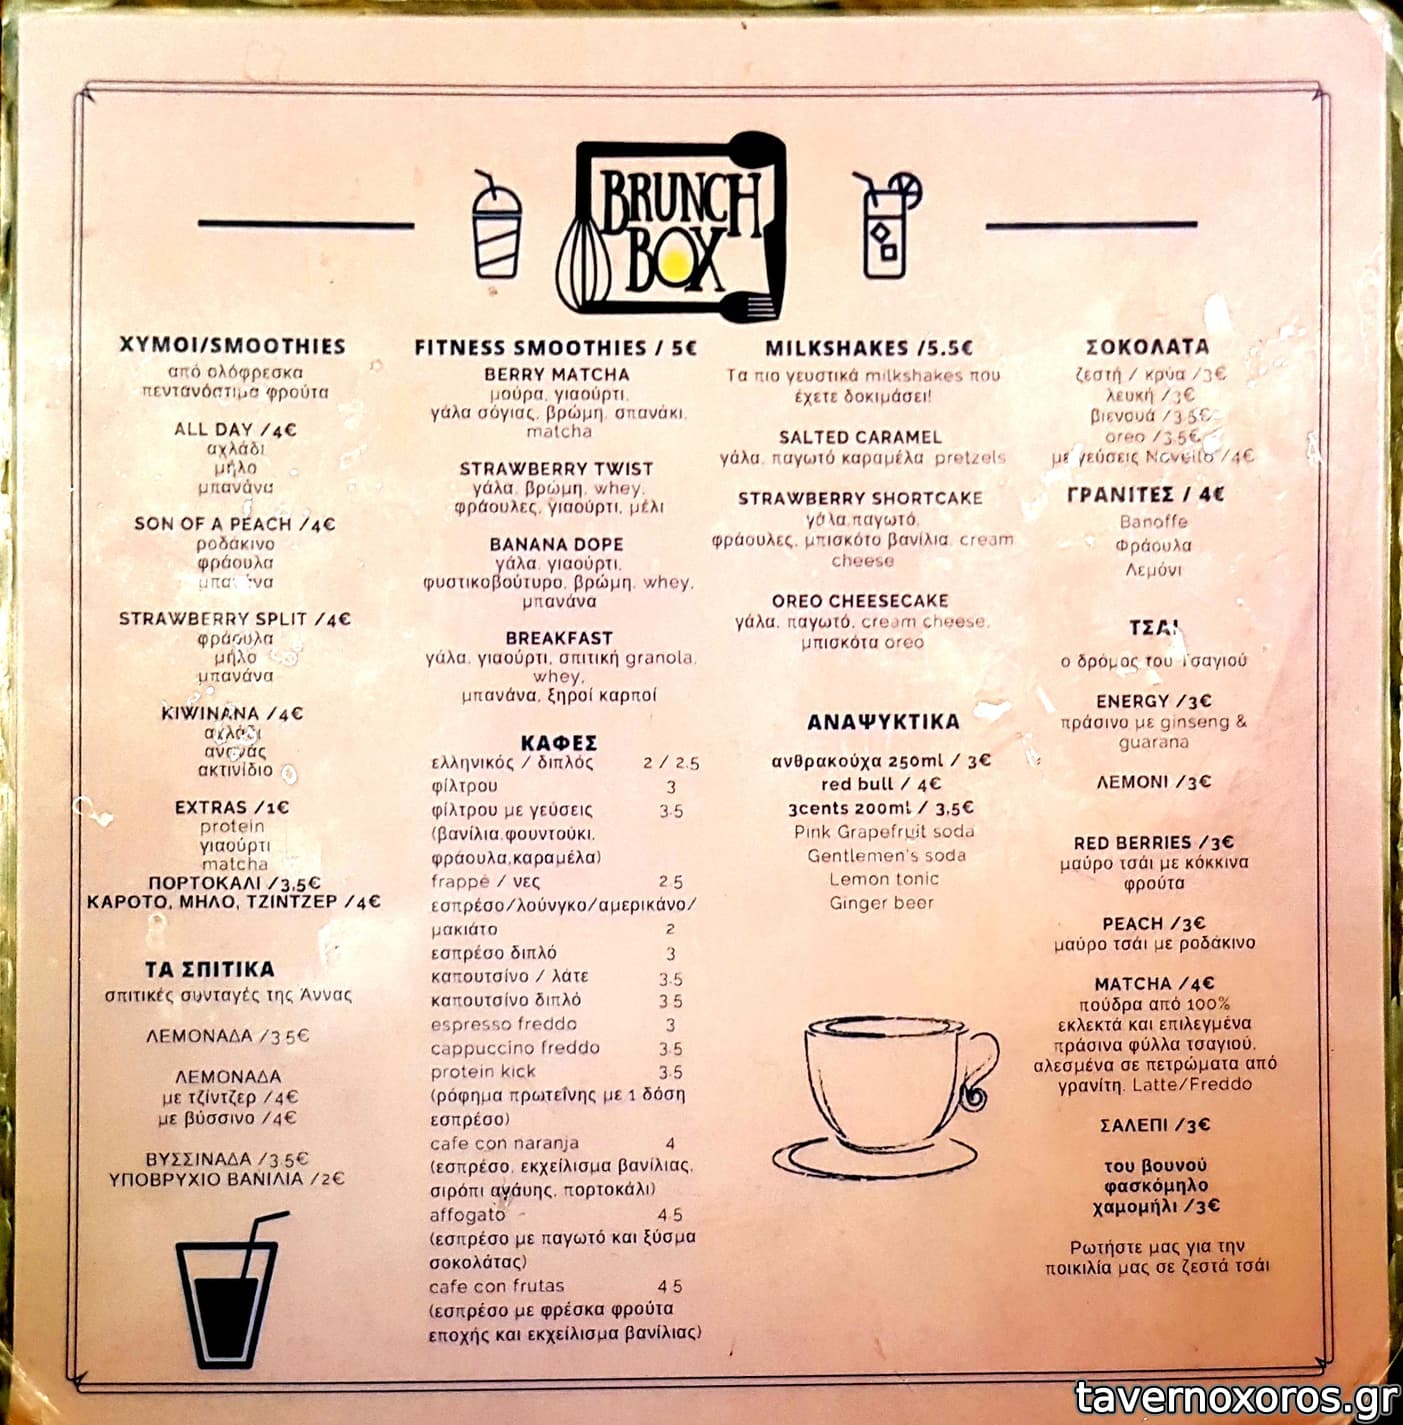 BRUNCH
BOX
ΧΥΜΟΙ/SMOOTHIES
από ολόφρεσκα
πεντανόστιμα φρούτα
ALL DAY /4€
αχλάδι
μήλο
μπανάνα
SON OF A PEACH /4€
ροδάκινο
φράουλα
μπανάνα
STRAWBERRY SPLIT /4€
φράουλα
μήλο
μπανάνα
KIWINANA /4€
αχλάδι
ανανάς
ακτινίδιο
EXTRAS /1€
protein
γιαούρτι
matcha
ΠΟΡΤΟΚΑΛΙ /3,5€
ΚΑΡΟΤΟ, ΜΗΛΟ, ΤΖΙΝΤΖΕΡ /4€
ΤΑ ΣΠΙΤΙΚΑ
σπιτικές συνταγές της Άννας
ΛΕΜΟΝΑΔΑ /3.5€
ΛΕΜΟΝΑΔΑ
με τζίντζερ /4€
με βύσσινο /4€
ΒΥΣΣΙΝΑΔΑ /3.5€
ΥΠΟΒΡΥΧΙΟ ΒΑΝΙΛΙΑ /2€
FITNESS SMOOTHIES / 5€
BERRY MATCHA
μούρα, γιαούρτι,
γάλα σόγιας, βρώμη, σπανάκι,
matcha
STRAWBERRY TWIST
γάλα, βρώμη, whey,
φράουλες, γιαούρτι, μέλι
BANANA DOPE
γάλα, γιαούρτι,
φυστικοβούτυρο, βρώμη, whey,
μπανάνα
BREAKFAST
γάλα, γιαούρτι, σπιτική granola,
whey,
μπανάνα, ξηροί καρποί
ΚΑΦΕΣ
ελληνικός / διπλός 2 / 2.5
φίλτρου 3
φίλτρου με γεύσεις 3.5
(βανίλια,φουντούκι,
φράουλα,καραμέλα)
frappé / νες 2.5
εσπρέσο/λούνγκο/αμερικάνο/
μακιάτο 2
εσπρέσο διπλό 3
καπουτσίνο / λάτε 3.5
καπουτσίνο διπλό 3.5
espresso freddo 3
cappuccino freddo 3.5
protein kick 3.5
(ρόφημα πρωτεΐνης με 1 δόση
εσπρέσο)
cafe con naranja 4
(εσπρέσο, εκχείλισμα βανίλιας,
σιρόπι αγάυης, πορτοκάλι)
affogato 4.5
(εσπρέσο με παγωτό και ξύσμα
σοκολάτας)
cafe con frutas 4.5
(εσπρέσο με φρέσκα φρούτα
εποχής και εκχείλισμα βανίλιας)
MILKSHAKES /5.5€
Τα πιο γευστικά milkshakes που
έχετε δοκιμάσει!
SALTED CARAMEL
γάλα, παγωτό καραμέλα, pretzels
STRAWBERRY SHORTCAKE
γάλα,παγωτό,
φράουλες, μπισκότο βανίλια, cream
cheese
OREO CHEESECAKE
γάλα, παγωτό, cream cheese,
μπισκότα oreo
ΑΝΑΨΥΚΤΙΚΑ
ανθρακούχα 250ml / 3€
red bull / 4€
3cents 200ml / 3,5€
Pink Grapefruit soda
Gentlemen's soda
Lemon tonic
Ginger beer
ΣΟΚΟΛΑΤΑ
ζεστή / κρύα /3€
λευκή /3€
βιενουά /3.5€
oreo /3.5€
με γεύσεις Novello /4€
ΓΡΑΝΙΤΕΣ / 4€
Banoffe
Φράουλα
Λεμόνι
ΤΣΑΙ
ο δρόμος του Τσαγιού
ENERGY /3€
πράσινο με ginseng &
guarana
ΛΕΜΟΝΙ /3€
RED BERRIES /3€
μαύρο τσάι με κόκκινα
φρούτα
PEACH /3€
μαύρο τσάι με ροδάκινο
MATCHA /4€
πούδρα από 100%
εκλεκτά και επιλεγμένα
πράσινα φύλλα τσαγιού,
αλεσμένα σε πετρώματα από
γρανίτη. Latte/Freddo
ΣΑΛΕΠΙ /3€
του βουνού
φασκόμηλο
χαμομήλι /3€
Ρωτήστε μας για την
ποικιλία μας σε ζεστά τσάι
tavernoxoros.gr